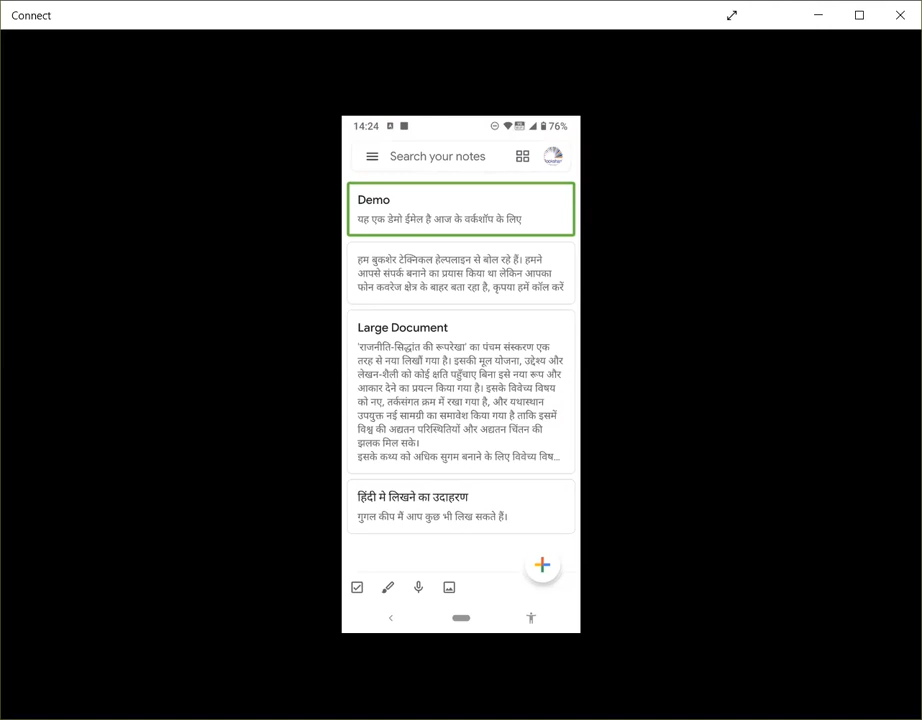 Connect
14:24
76%
Search your notes
Demo
यह एक डेमो ईमेल है आज के वर्कशॉप के लिए
हम बुकशेर टेक्निकल हेल्पलाइन से बोल रहे हैं। हमने
आपसे संपर्क बनाने का प्रयास किया था लेकिन आपका
फोन कवरेज क्षेत्र के बाहर बता रहा है, कृपया हमें कॉल करें
Large Document
'राजनीति-सिद्धांत की रूपरेखा' का पंचम संस्करण एक
तरह से नया लिखौं गया है। इसकी मूल योजना, उद्देश्य और
लेखन-शैली को कोई क्षति पहुँचाए बिना इसे नया रूप और
आकार देने का प्रयत्न किया गया है। इसके विवेच्य विषय
को नए, तर्कसंगत क्रम में रखा गया है, और यथास्थान
उपयुक्त नई सामग्री का समावेश किया गया है ताकि इसमें
विश्व की अद्यतन परिस्थितियों और अद्यतन चिंतन की
झलक मिल सके।
इसके कथ्य को अधिक सुगम बनाने के लिए विवेच्य विष...
हिंदी मे लिखने का उदाहरण
गुगल कीप मैं आप कुछ भी लिख सकते हैं।